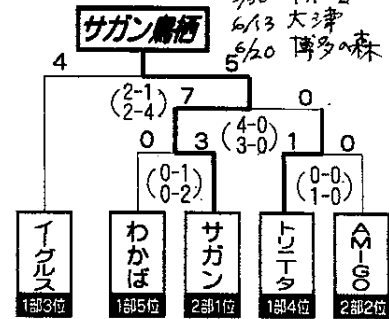 サガン鳥栖
6/13 大津
6/20 博多の森
4 5
(2-1
2-4) 7 0
0 3 (4-0
3-0) 1 0
(0-1
0-2) (0-0
1-0)
イーグルス
わかば
サガン
トリニータ
AMIGO
1部3位 1部5位 2部1位 1部4位 2部2位